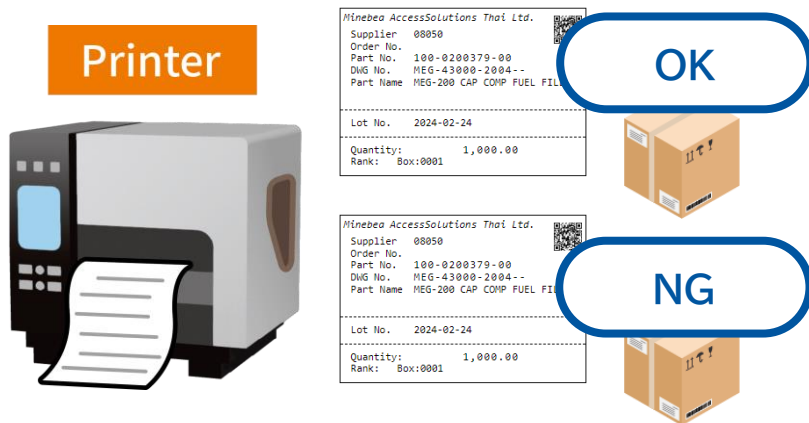 Printer
Minebea AccessSolutions Thai Ltd.
Supplier 08050
Order No.
Part No. 100-0200379-00
DWG No. MEG-43000-2004--
Part Name MEG-200 CAP COMP FUEL FIL
Lot No. 2024-02-24
Quantity: 1,000.00
Rank: Box:0001
OK
Minebea AccessSolutions Thai Ltd.
Supplier 08050
Order No.
Part No. 100-0200379-00
DWG No. MEG-43000-2004--
Part Name MEG-200 CAP COMP FUEL FIL
Lot No. 2024-02-24
Quantity: 1,000.00
Rank: Box:0001
NG